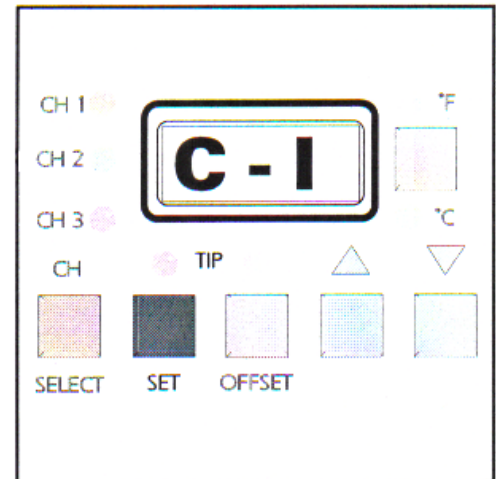 CH 1
°F
CH 2
C - I
CH 3
°C
CH
TIP
△
▽
SELECT
SET
OFFSET